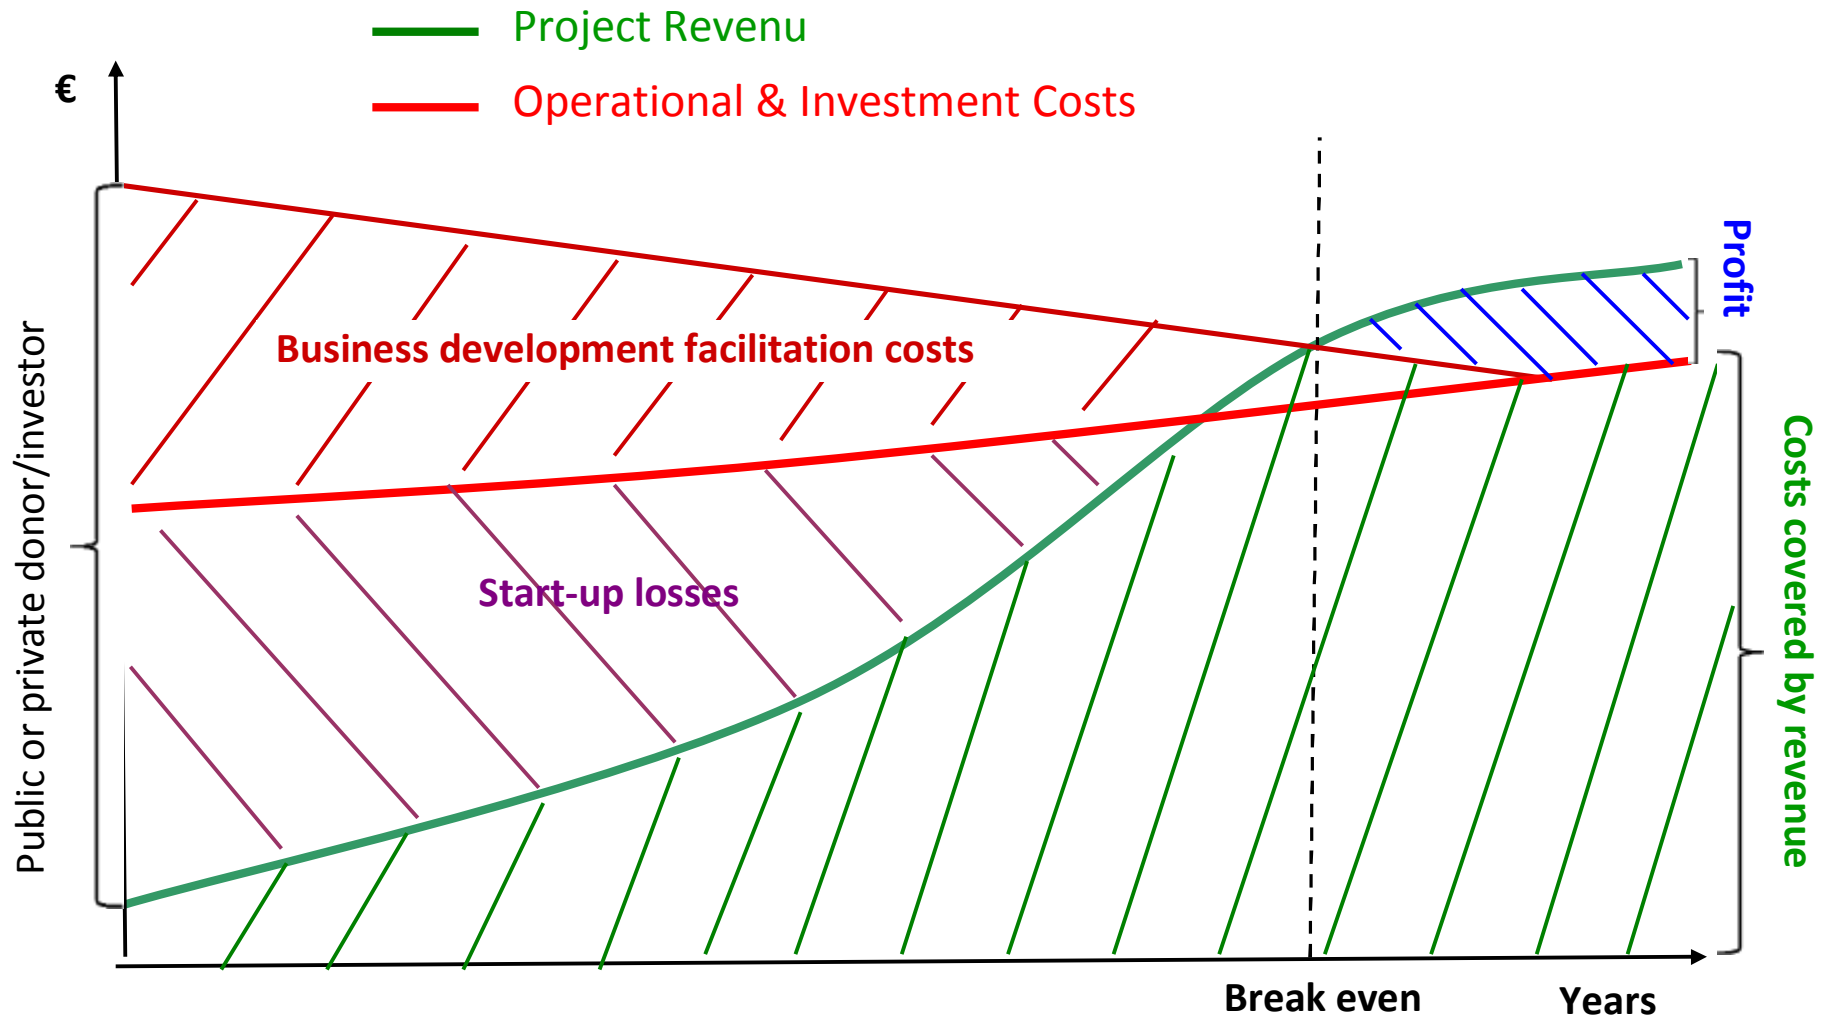 Project Revenu
€
Operational & Investment Costs
Profit
Business development facilitation costs
Public or private donor/investor
Start-up losses
Costs covered by revenue
Break even
Years